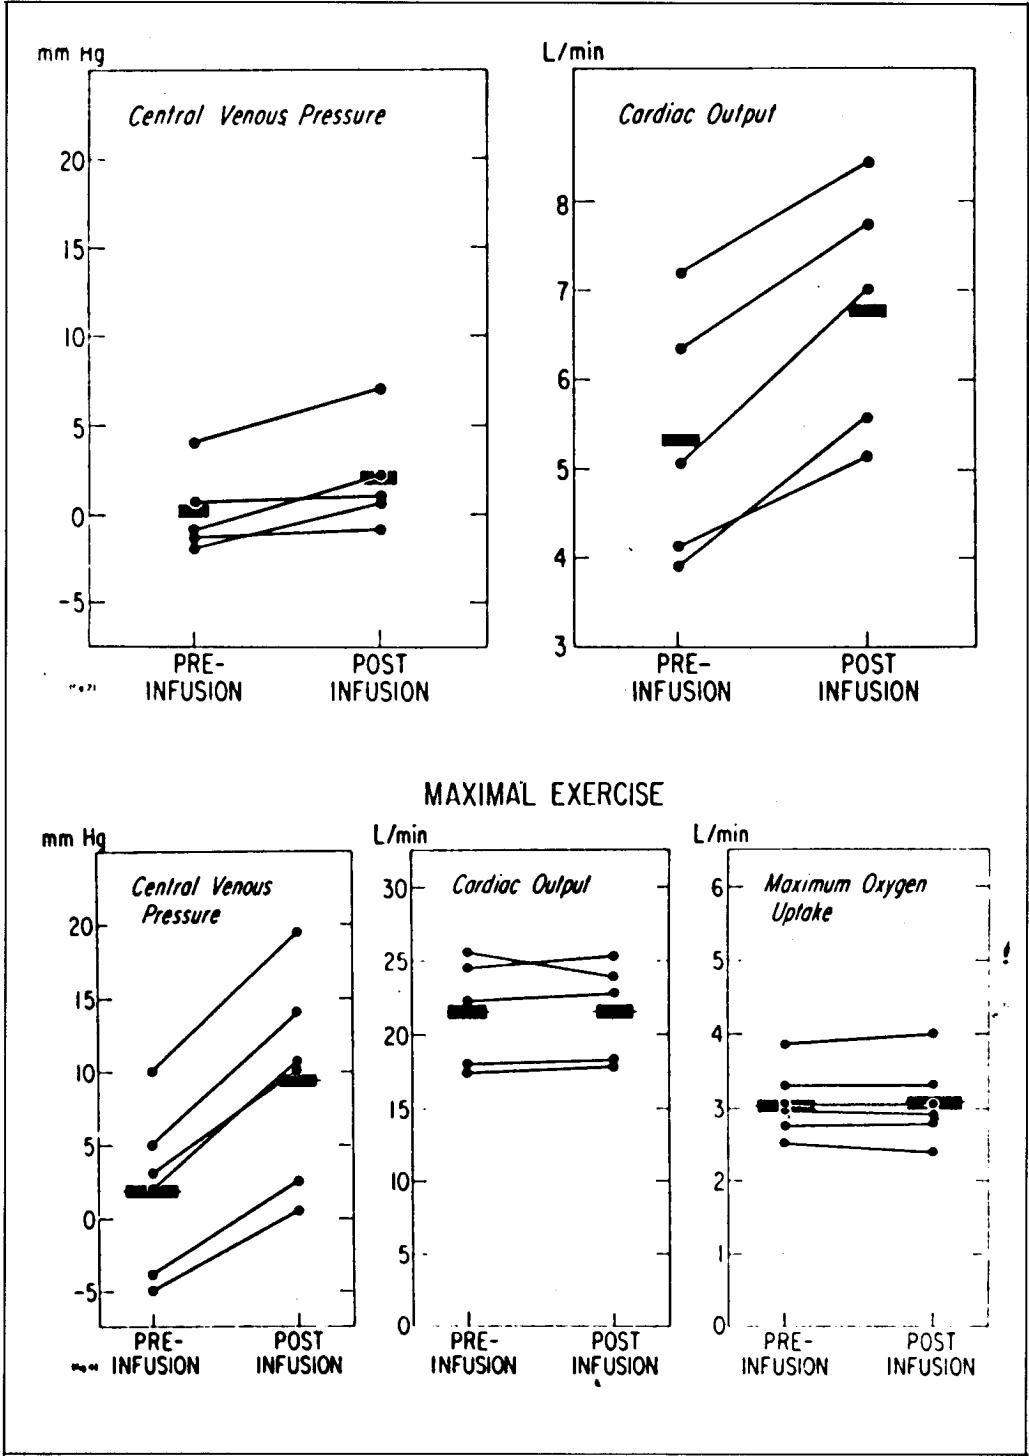 mm Hg
Central Venous Pressure
20
15
10
5
0
-5
PRE-
INFUSION
POST
INFUSION
L/min
Cardiac Output
8
7
6
5
4
3
PRE-
INFUSION
POST
INFUSION
MAXIMAL EXERCISE
mm Hg
Central Venous
Pressure
20
15
10
5
0
-5
PRE-
INFUSION
POST
INFUSION
L/min
Cardiac Output
30
25
20
15
10
5
0
PRE-
INFUSION
POST
INFUSION
L/min
Maximum Oxygen
Uptake
6
5
4
3
2
1
0
PRE-
INFUSION
POST
INFUSION